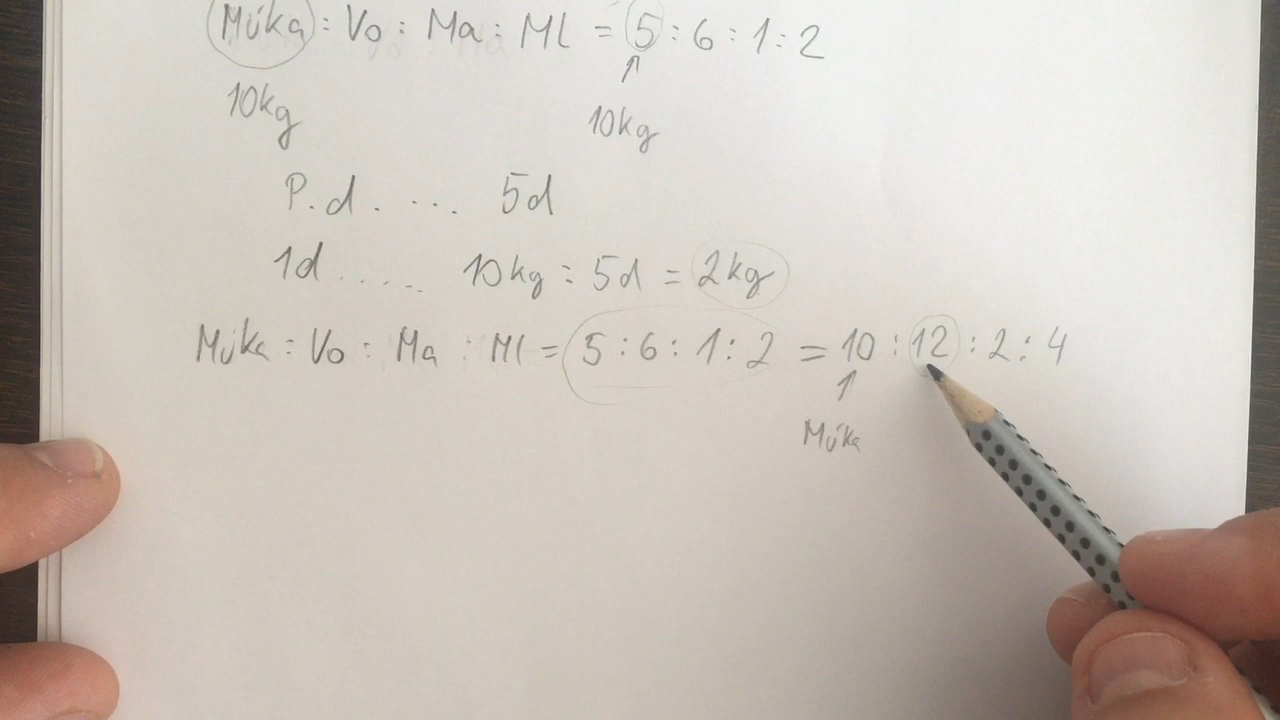 Múka : Vo : Ma : Ml = 5 : 6 : 1 : 2
10kg 10kg
P.d. ... 5d
1d ..... 10kg : 5d = 2kg
Múka : Vo : Ma : Ml = 5 : 6 : 1 : 2 = 10 : 12 : 2 : 4
Múka